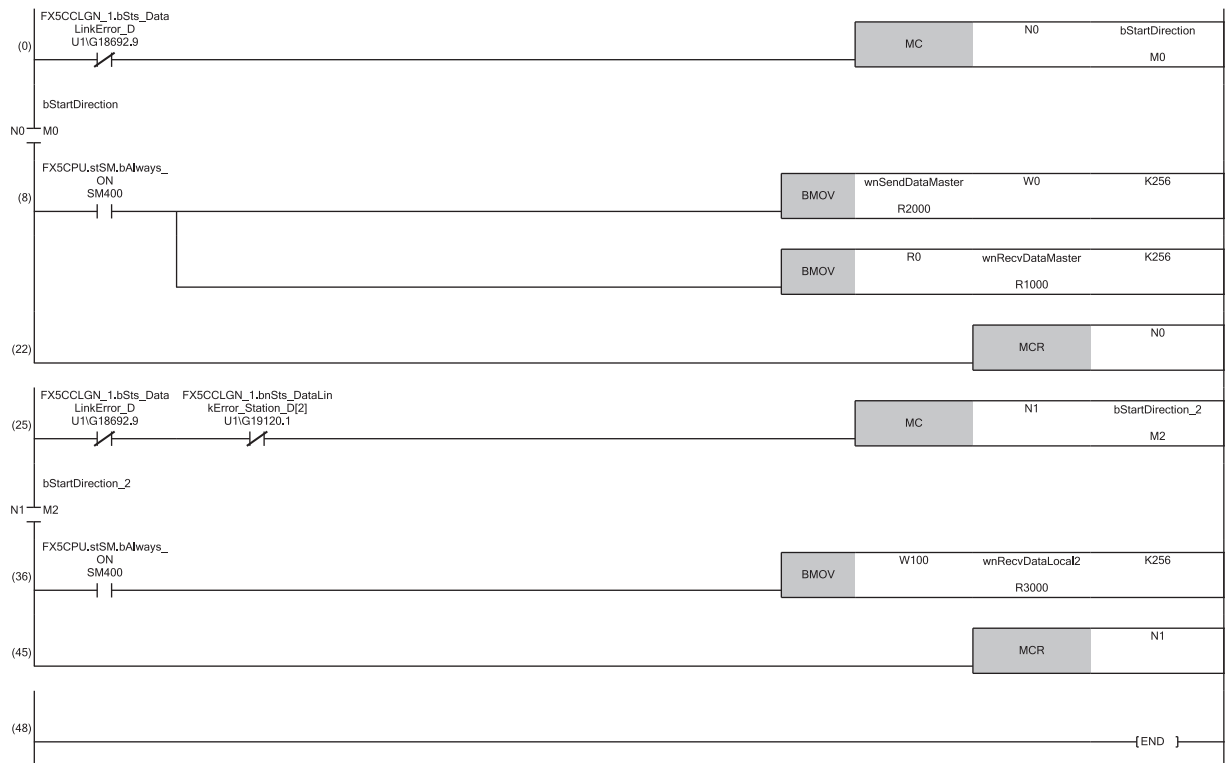 FX5CCLGN_1.bSts_Data
LinkError_D
U1\G18692.9
(0)
MC
N0
bStartDirection
M0
bStartDirection
N0
M0
FX5CPU.stSM.bAlways_
ON
SM400
(8)
BMOV
wnSendDataMaster
R2000
W0
K256
BMOV
R0
wnRecvDataMaster
R1000
K256
(22)
MCR
N0
FX5CCLGN_1.bSts_Data
LinkError_D
U1\G18692.9
FX5CCLGN_1.bnSts_DataLin
kError_Station_D[2]
U1\G19120.1
(25)
MC
N1
bStartDirection_2
M2
bStartDirection_2
N1
M2
FX5CPU.stSM.bAlways_
ON
SM400
(36)
BMOV
W100
wnRecvDataLocal2
R3000
K256
(45)
MCR
N1
(48)
[END ]